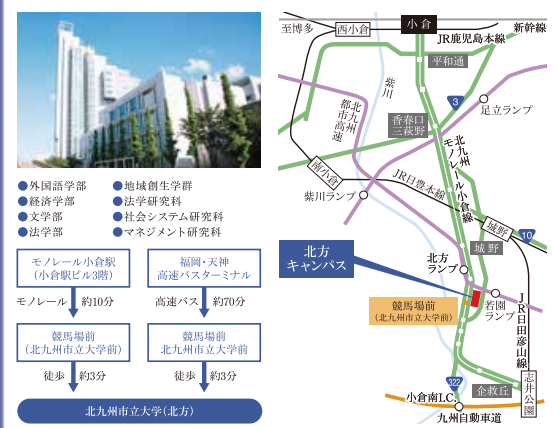 ●外国語学部
●経済学部
●文学部
●法学部
●地域創生学群
●法学研究科
●社会システム研究科
●マネジメント研究科
モノレール小倉駅
(小倉駅ビル3階)
モノレール 約10分
競馬場前
(北九州市立大学前)
徒歩 約3分
福岡・天神
高速バスターミナル
高速バス 約70分
競馬場前
北九州市立大学前
徒歩 約3分
北九州市立大学(北方)
至博多
西小倉
小倉
新幹線
JR鹿児島本線
平和通
紫川
3
足立ランプ
北九州
都市高速
香春口
三萩野
北九州
モノレール小倉線
南小倉
JR日豊本線
紫川ランプ
城野
10
城野
北方
キャンパス
北方
ランプ
若園
ランプ
競馬場前
(北九州市立大学前)
JR日田彦山線
322
企救丘
志井
公園
小倉南I.C.
九州自動車道